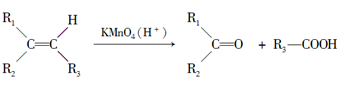 R₁ H R₁
C=C KMnO₄(H⁺) C=O + R₃—COOH
R₂ R₃ R₂